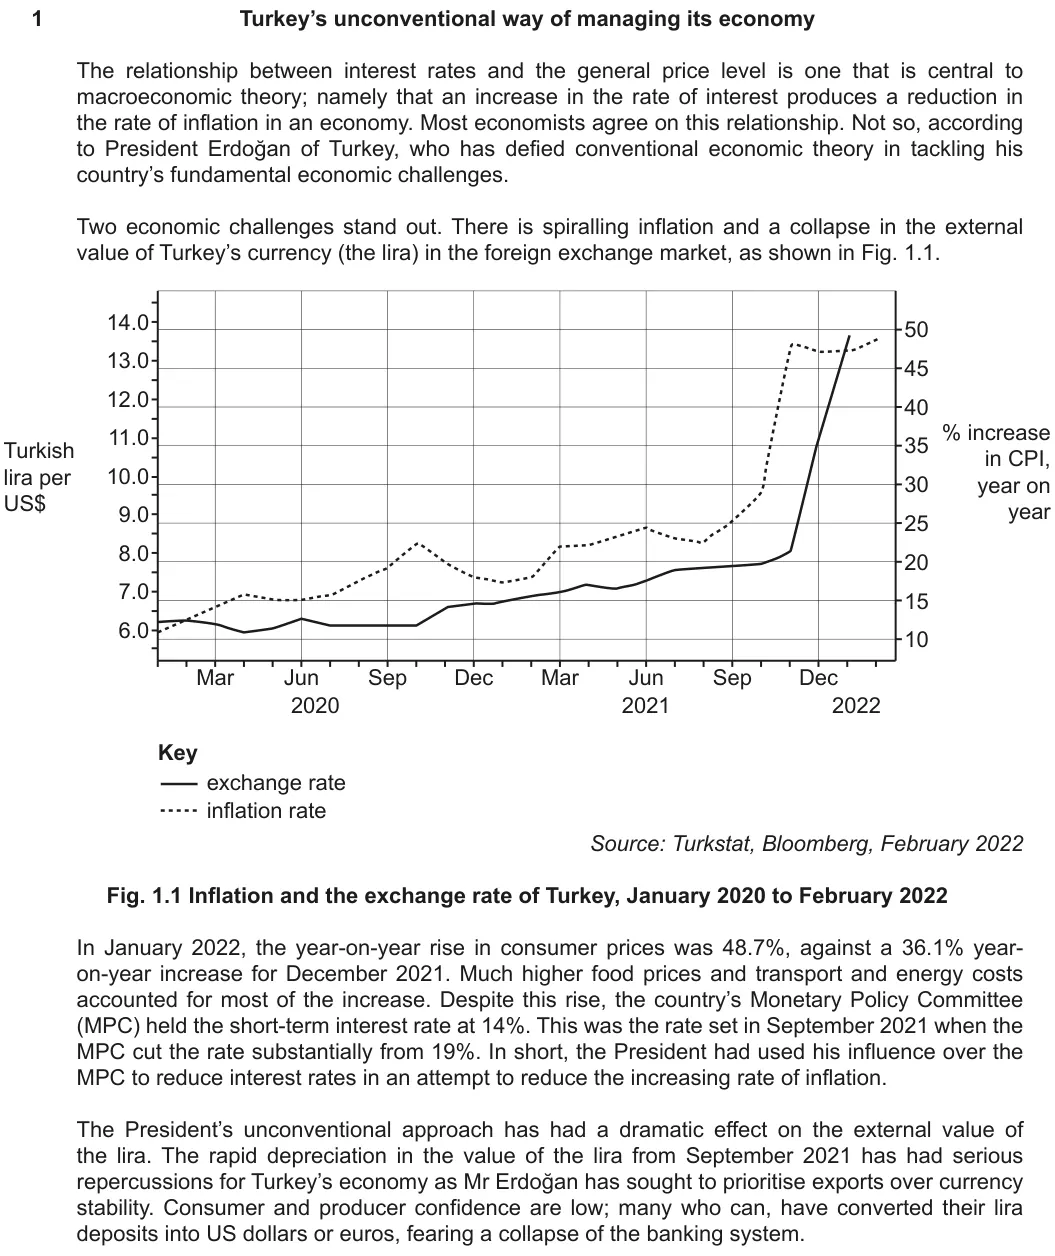 1 Turkey’s unconventional way of managing its economy
The relationship between interest rates and the general price level is one that is central to
macroeconomic theory; namely that an increase in the rate of interest produces a reduction in
the rate of inflation in an economy. Most economists agree on this relationship. Not so, according
to President Erdoğan of Turkey, who has defied conventional economic theory in tackling his
country’s fundamental economic challenges.
Two economic challenges stand out. There is spiralling inflation and a collapse in the external
value of Turkey’s currency (the lira) in the foreign exchange market, as shown in Fig. 1.1.
Turkish
lira per
US$
14.0
13.0
12.0
11.0
10.0
9.0
8.0
7.0
6.0
50
45
40
35
30
25
20
15
10
% increase
in CPI,
year on
year
Mar Jun Sep Dec Mar Jun Sep Dec
2020 2021 2022
Key
exchange rate
inflation rate
Source: Turkstat, Bloomberg, February 2022
Fig. 1.1 Inflation and the exchange rate of Turkey, January 2020 to February 2022
In January 2022, the year-on-year rise in consumer prices was 48.7%, against a 36.1% year-
on-year increase for December 2021. Much higher food prices and transport and energy costs
accounted for most of the increase. Despite this rise, the country’s Monetary Policy Committee
(MPC) held the short-term interest rate at 14%. This was the rate set in September 2021 when the
MPC cut the rate substantially from 19%. In short, the President had used his influence over the
MPC to reduce interest rates in an attempt to reduce the increasing rate of inflation.
The President’s unconventional approach has had a dramatic effect on the external value of
the lira. The rapid depreciation in the value of the lira from September 2021 has had serious
repercussions for Turkey’s economy as Mr Erdoğan has sought to prioritise exports over currency
stability. Consumer and producer confidence are low; many who can, have converted their lira
deposits into US dollars or euros, fearing a collapse of the banking system.